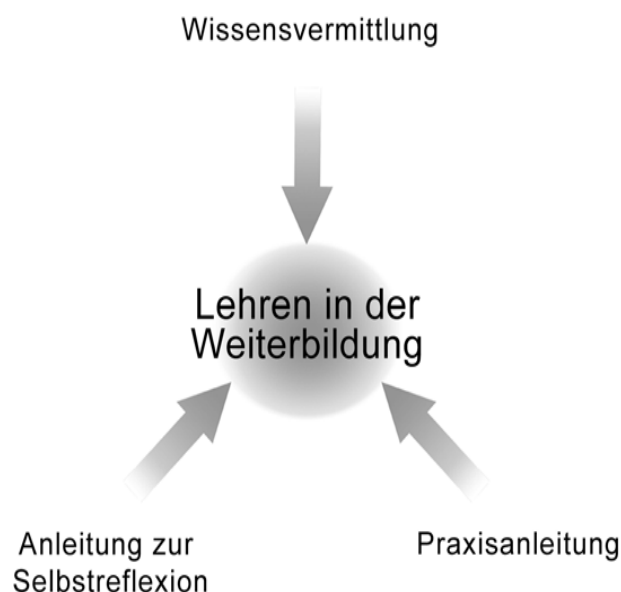 Wissensvermittlung
Lehren in der
Weiterbildung
Anleitung zur
Selbstreflexion
Praxisanleitung